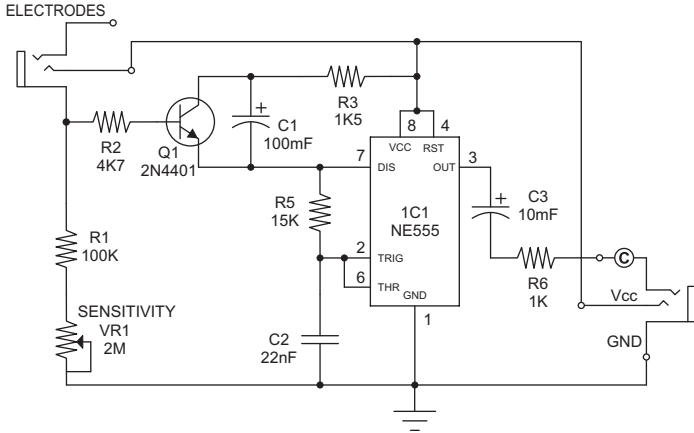 ELECTRODES
R2
4K7
Q1
2N4401
C1
100mF
R3
1K5
8
4
VCC
RST
7
DIS
OUT
3
1C1
NE555
R5
15K
2
TRIG
6
THR
GND
1
C3
10mF
R6
1K
C
Vcc
GND
R1
100K
SENSITIVITY
VR1
2M
C2
22nF
+
+